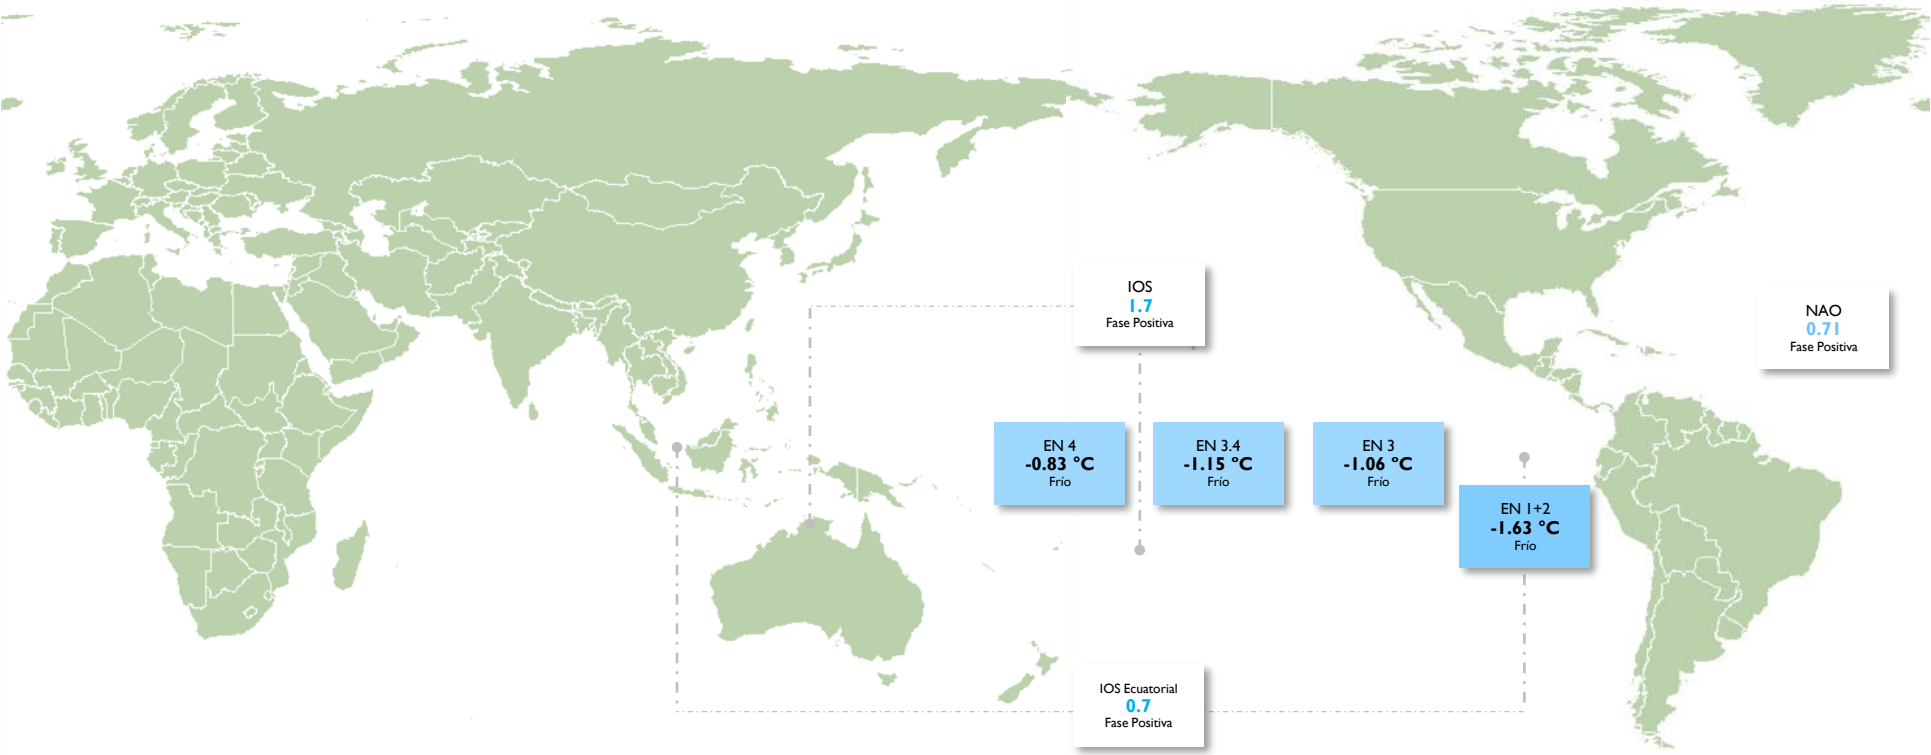 IOS
1.7
Fase Positiva
NAO
0.71
Fase Positiva
EN 4
-0.83 °C
Frío
EN 3.4
-1.15 °C
Frío
EN 3
-1.06 °C
Frío
EN 1+2
-1.63 °C
Frío
IOS Ecuatorial
0.7
Fase Positiva